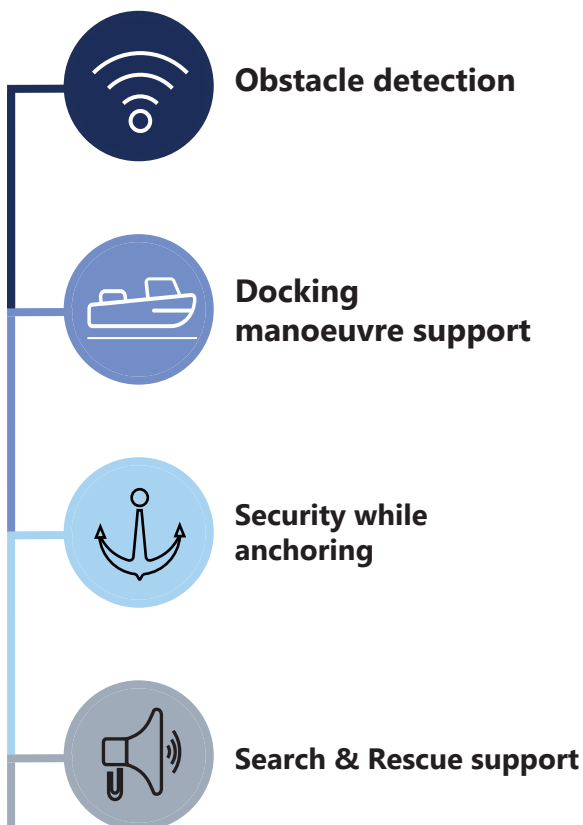 Obstacle detection
Docking
manoeuvre support
Security while
anchoring
Search & Rescue support